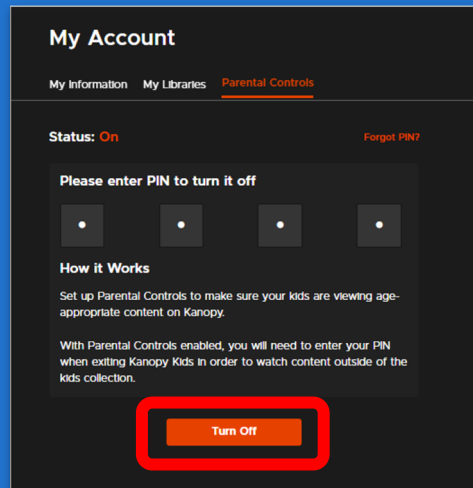 My Account
My Information My Libraries Parental Controls
Status: On Forgot PIN?
Please enter PIN to turn it off
How it Works
Set up Parental Controls to make sure your kids are viewing age-
appropriate content on Kanopy.
With Parental Controls enabled, you will need to enter your PIN
when exiting Kanopy Kids in order to watch content outside of the
kids collection.
Turn Off